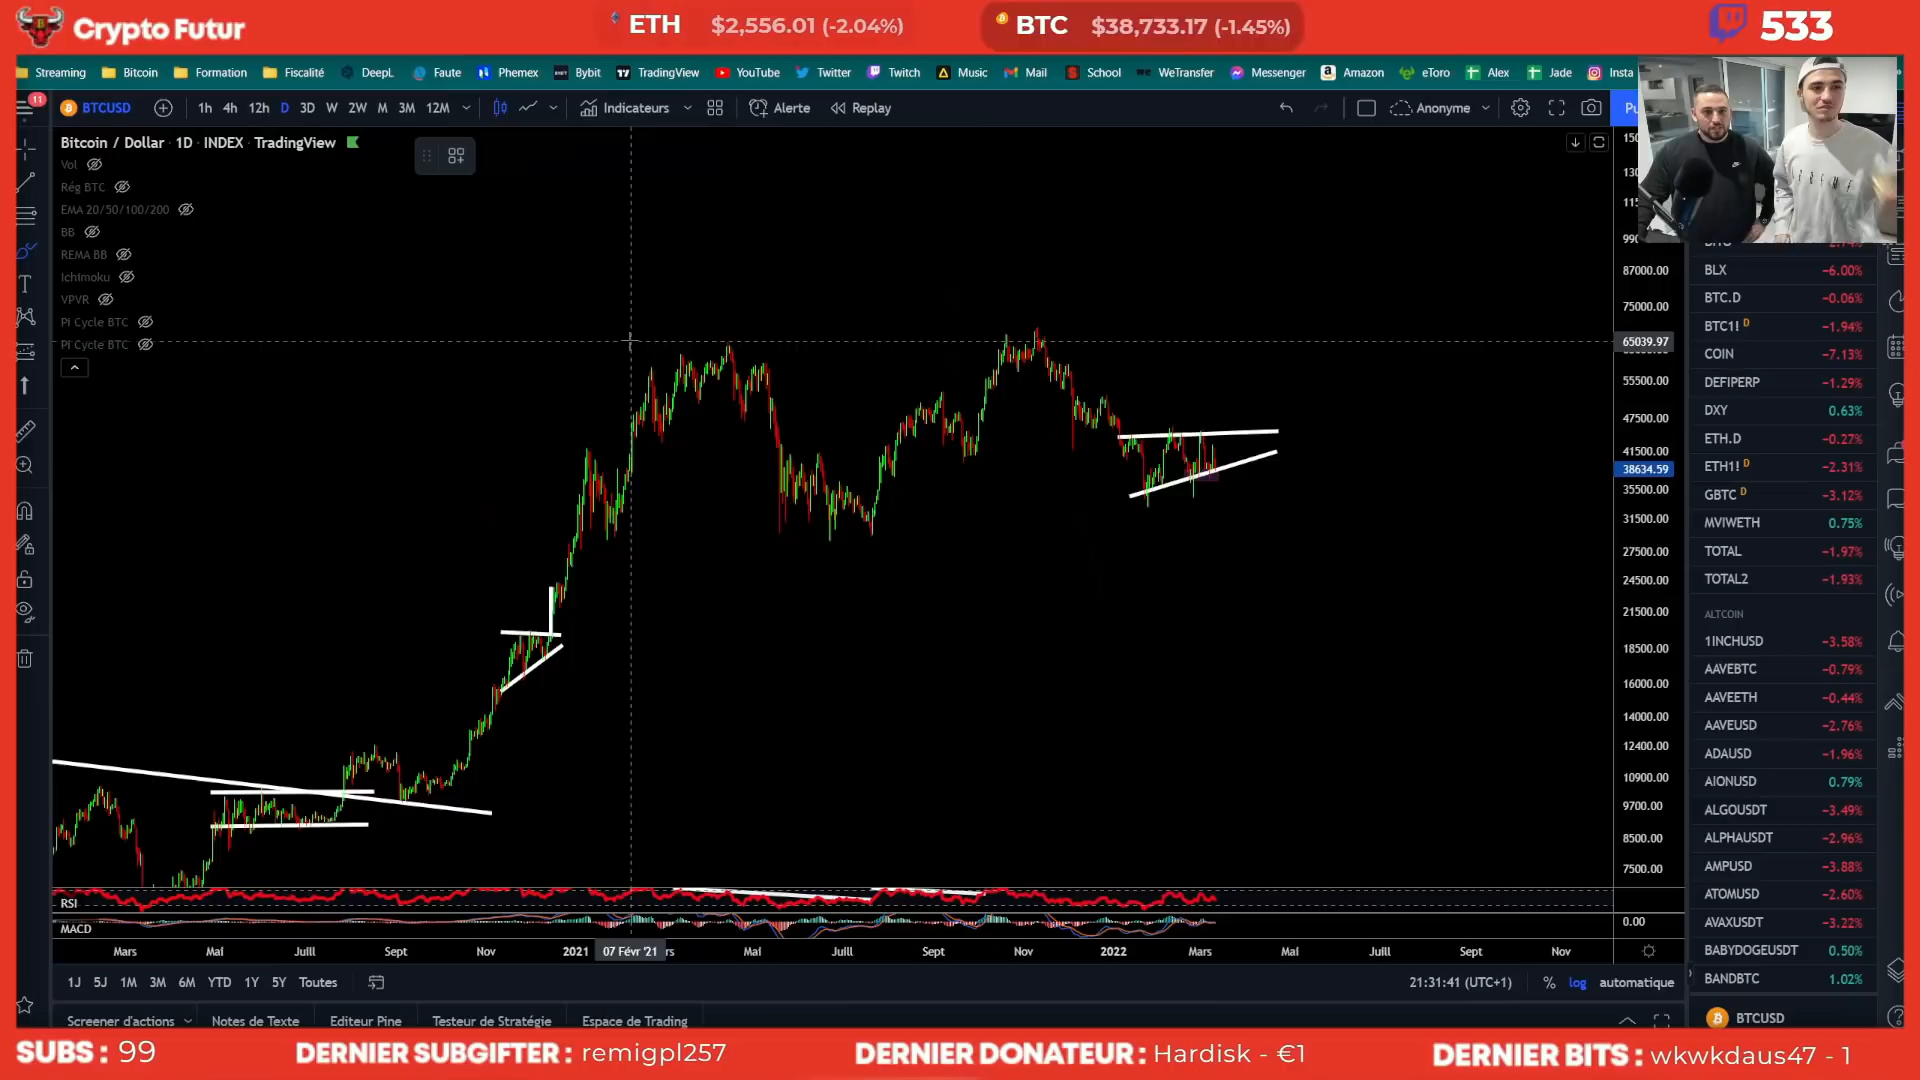 Crypto Futur
ETH $2,556.01 (-2.04%)
BTC $38,733.17 (-1.45%)
533
Streaming Bitcoin Formation Fiscalité DeepL Faute Phemex Bybit TradingView YouTube Twitter Twitch Music Mail School WeTransfer Messenger Amazon eToro Alex Jade Insta
11
BTCUSD 1h 4h 12h D 3D W 2W M 3M 12M Indicateurs Alerte Replay Anonyme
Bitcoin / Dollar · 1D · INDEX · TradingView
Vol
Rég BTC
EMA 20/50/100/200
BB
REMA BB
Ichimoku
VPVR
PI Cycle BTC
PI Cycle BTC
87000.00
75000.00
65039.97
55500.00
47500.00
41500.00
38634.59
35500.00
31500.00
27500.00
24500.00
21500.00
18500.00
16000.00
14000.00
12400.00
10900.00
9700.00
8500.00
7500.00
0.00
RSI
MACD
Mars Mai Juill Sept Nov 2021 07 Févr '21 rs Mai Juill Sept Nov 2022 Mars Mai Juill Sept Nov
1J 5J 1M 3M 6M YTD 1Y 5Y Toutes
21:31:41 (UTC+1) % log automatique
Screener d'actions Notes de Texte Editeur Pine Testeur de Stratégie Espace de Trading
BLX -6.00%
BTC.D -0.06%
BTC1! D -1.94%
COIN -7.13%
DEFIPERP -1.29%
DXY 0.63%
ETH.D -0.27%
ETH1! D -2.31%
GBTC D -3.12%
MVIWETH 0.75%
TOTAL -1.97%
TOTAL2 -1.93%
ALTCOIN
1INCHUSD -3.58%
AAVEBTC -0.79%
AAVEETH -0.44%
AAVEUSD -2.76%
ADAUSD -1.96%
AIONUSD 0.79%
ALGOUSDT -3.49%
ALPHAUSDT -2.96%
AMPUSD -3.88%
ATOMUSD -2.60%
AVAXUSDT -3.22%
BABYDOGEUSDT 0.50%
BANDBTC 1.02%
BTCUSD
SUBS : 99
DERNIER SUBGIFTER : remigpl257
DERNIER DONATEUR : Hardisk - €1
DERNIER BITS : wkwkdaus47 - 1